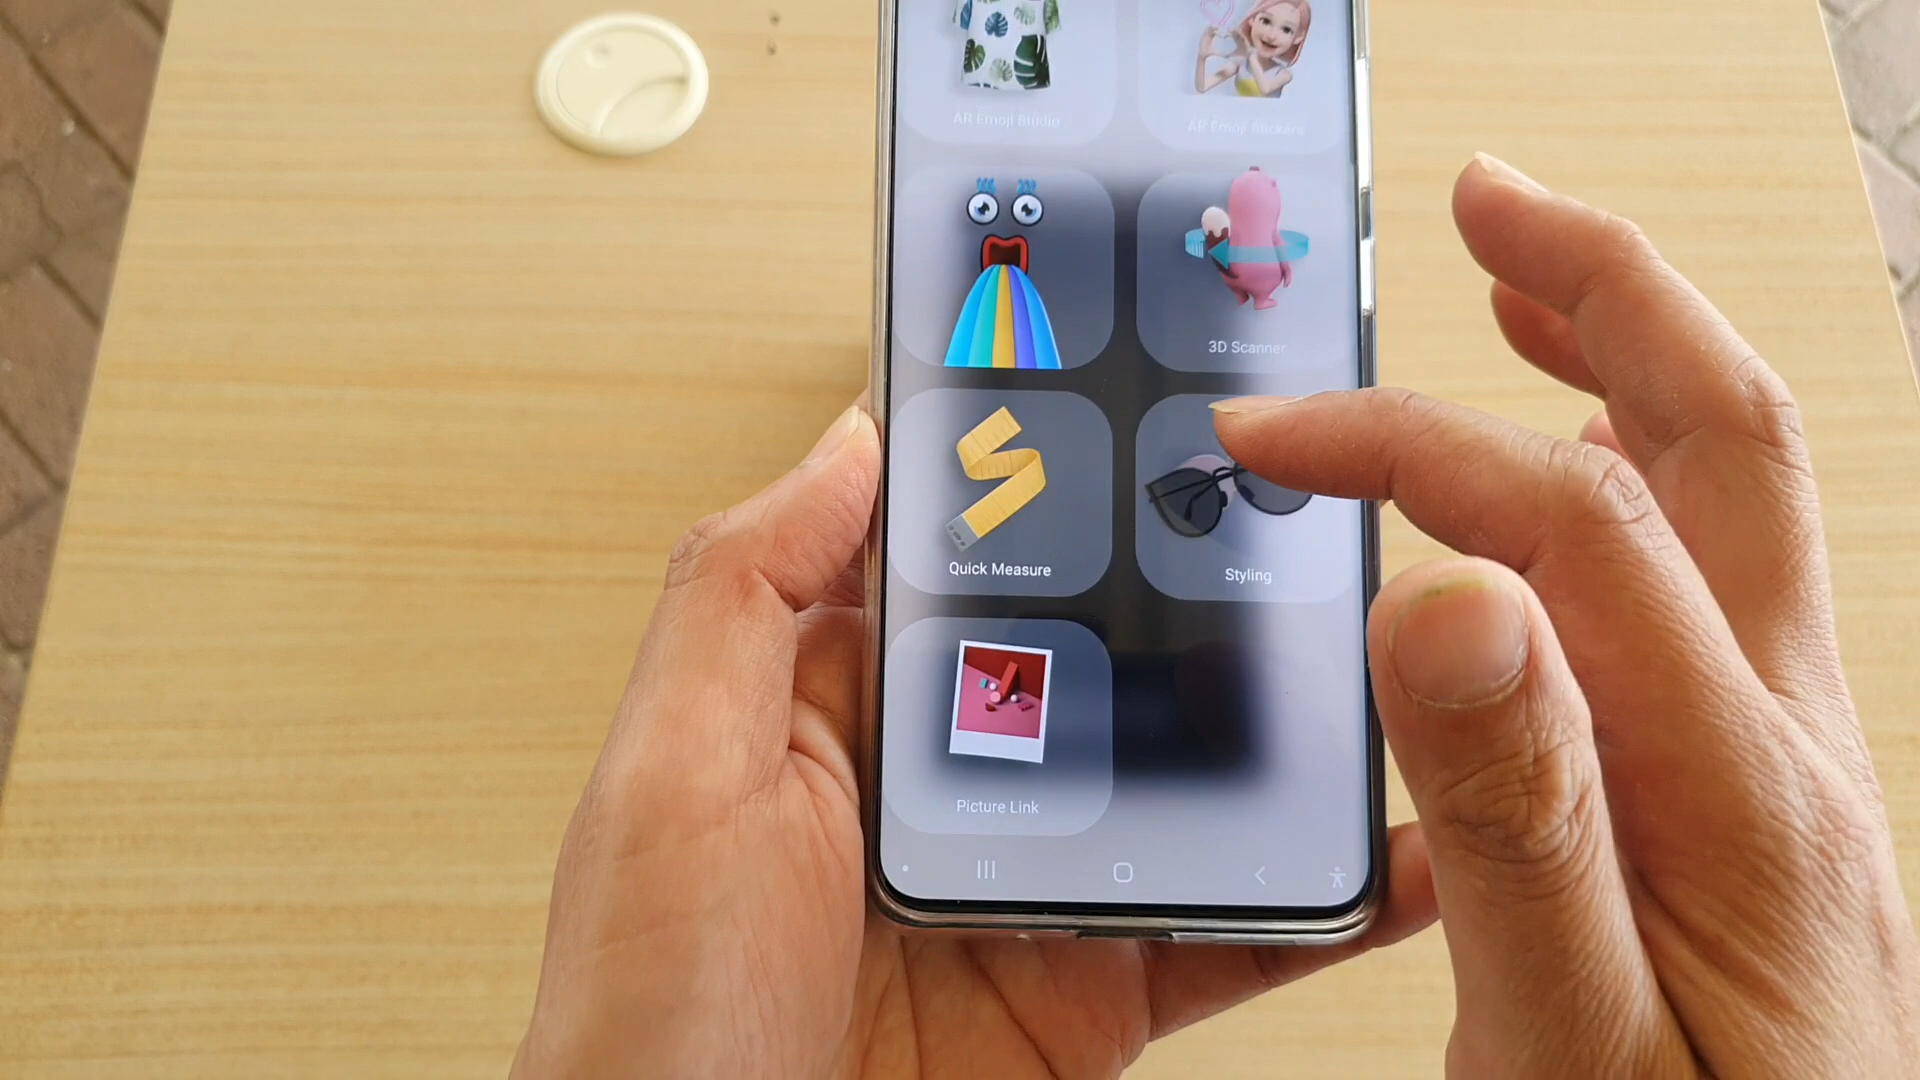 AR Emoji Studio
AR Emoji Stickers
3D Scanner
Quick Measure
Styling
Picture Link